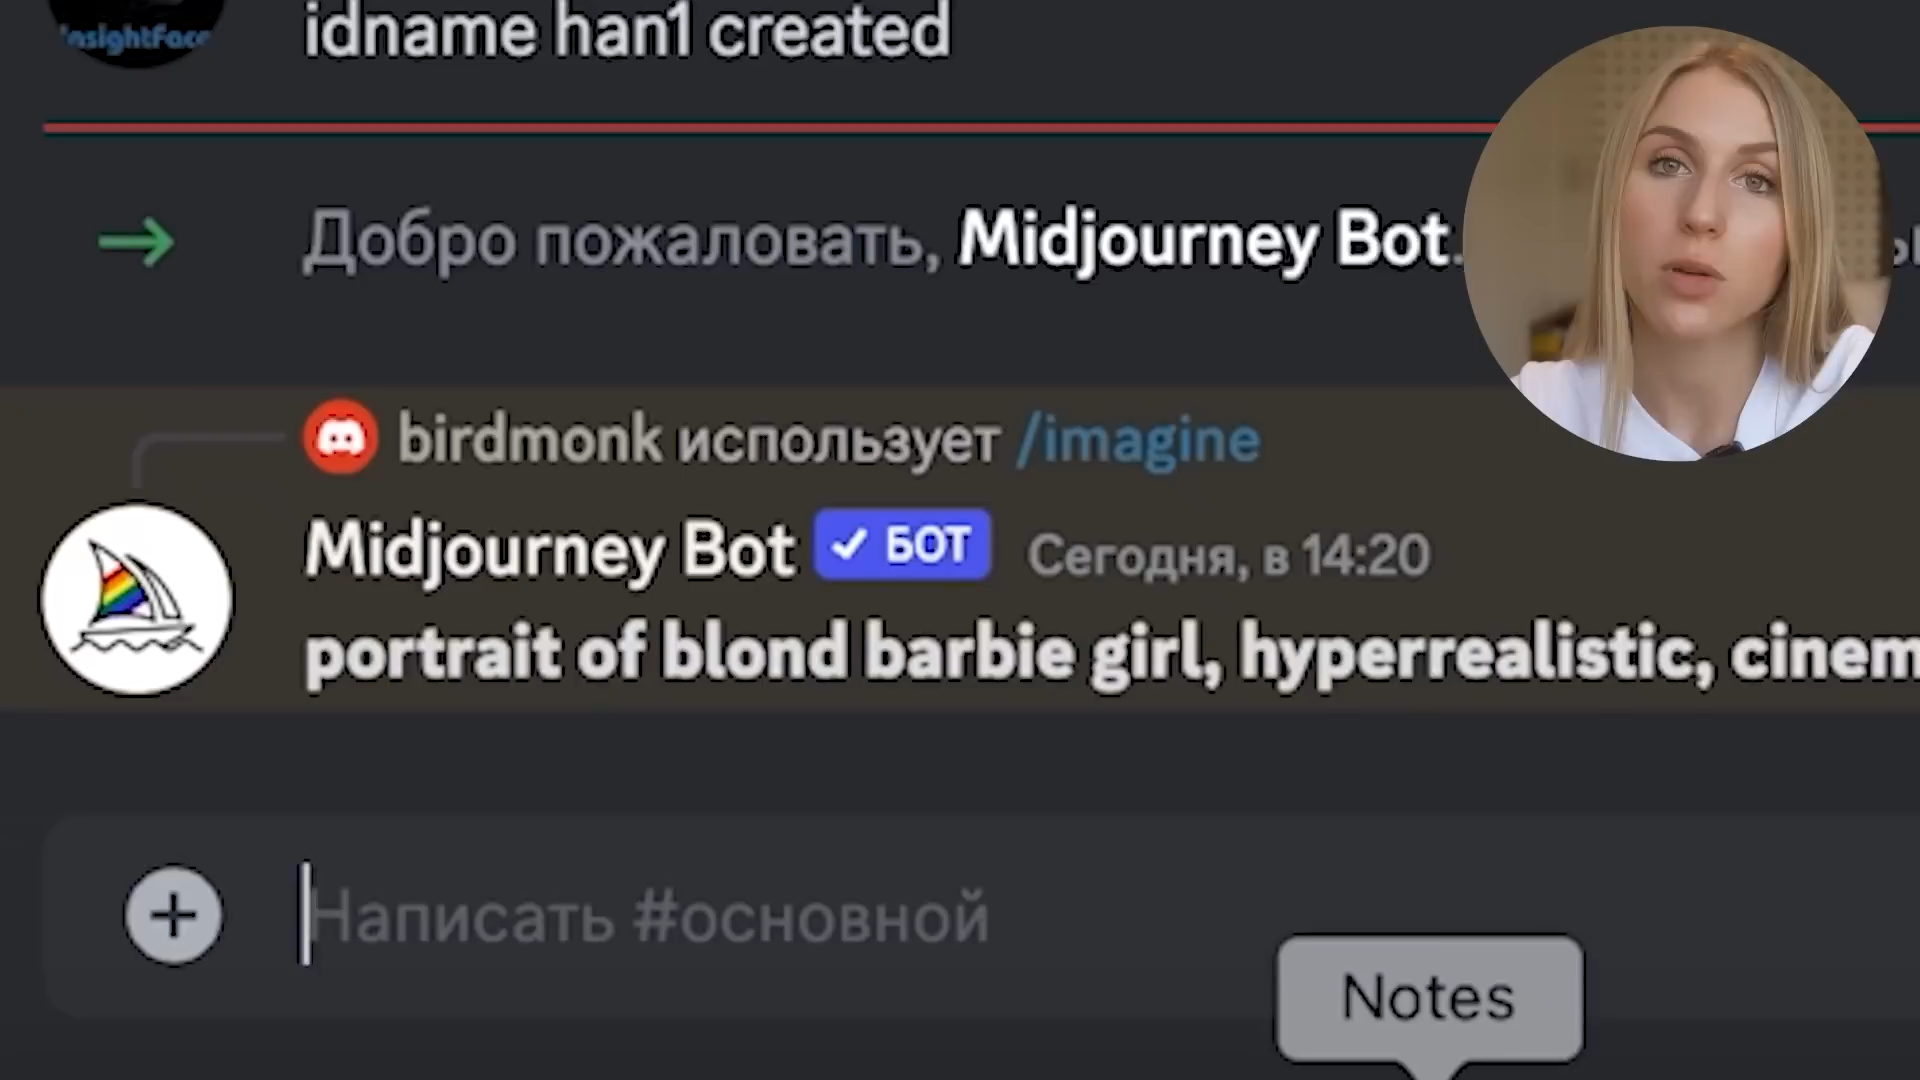 insightFace
idname han1 created
Добро пожаловать, Midjourney Bot.
birdmonk использует /imagine
Midjourney Bot ✓ БОТ Сегодня, в 14:20
portrait of blond barbie girl, hyperrealistic,
Написать #основной
Notes